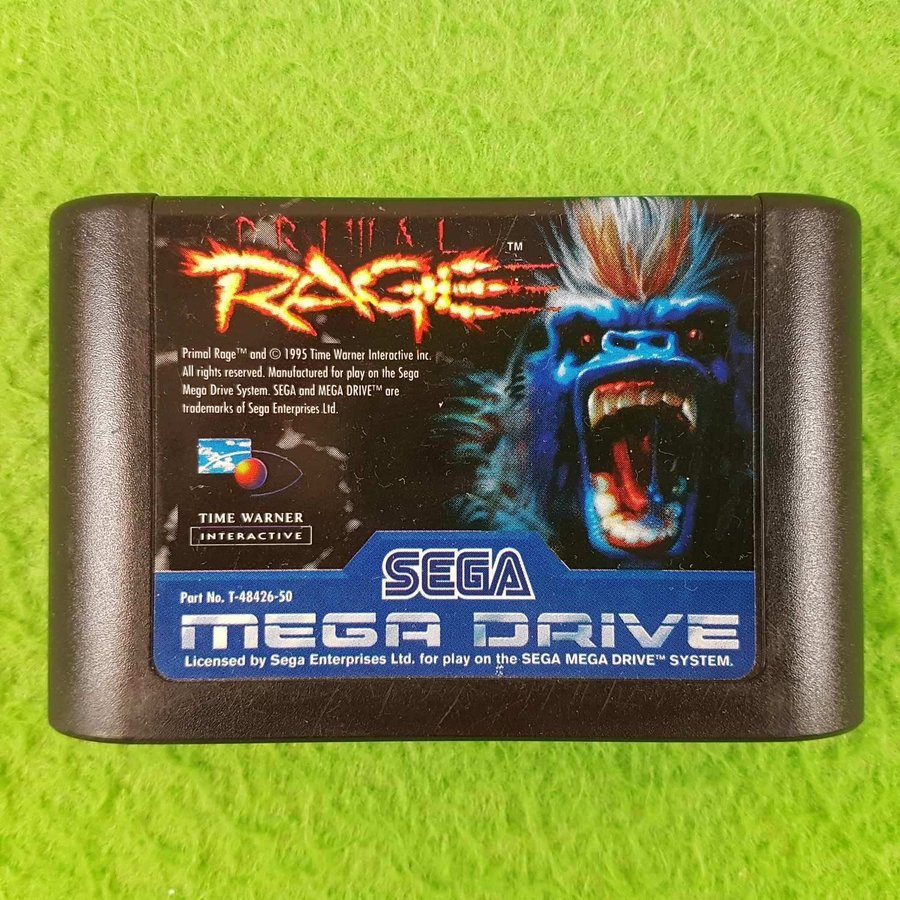 PRIMAL
RAGE™
Primal Rage™ and © 1995 Time Warner Interactive Inc.
All rights reserved. Manufactured for play on the Sega
Mega Drive System. SEGA and MEGA DRIVE™ are
trademarks of Sega Enterprises Ltd.
TIME WARNER
INTERACTIVE
SEGA
Part No. T-48426-50
MEGA DRIVE
Licensed by Sega Enterprises Ltd. for play on the SEGA MEGA DRIVE™ SYSTEM.